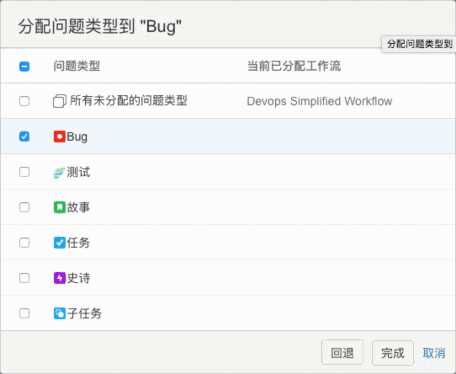 分配问题类型到 "Bug"
分配问题类型到
问题类型 当前已分配工作流
所有未分配的问题类型 Devops Simplified Workflow
Bug
测试
故事
任务
史诗
子任务
回退 完成 取消